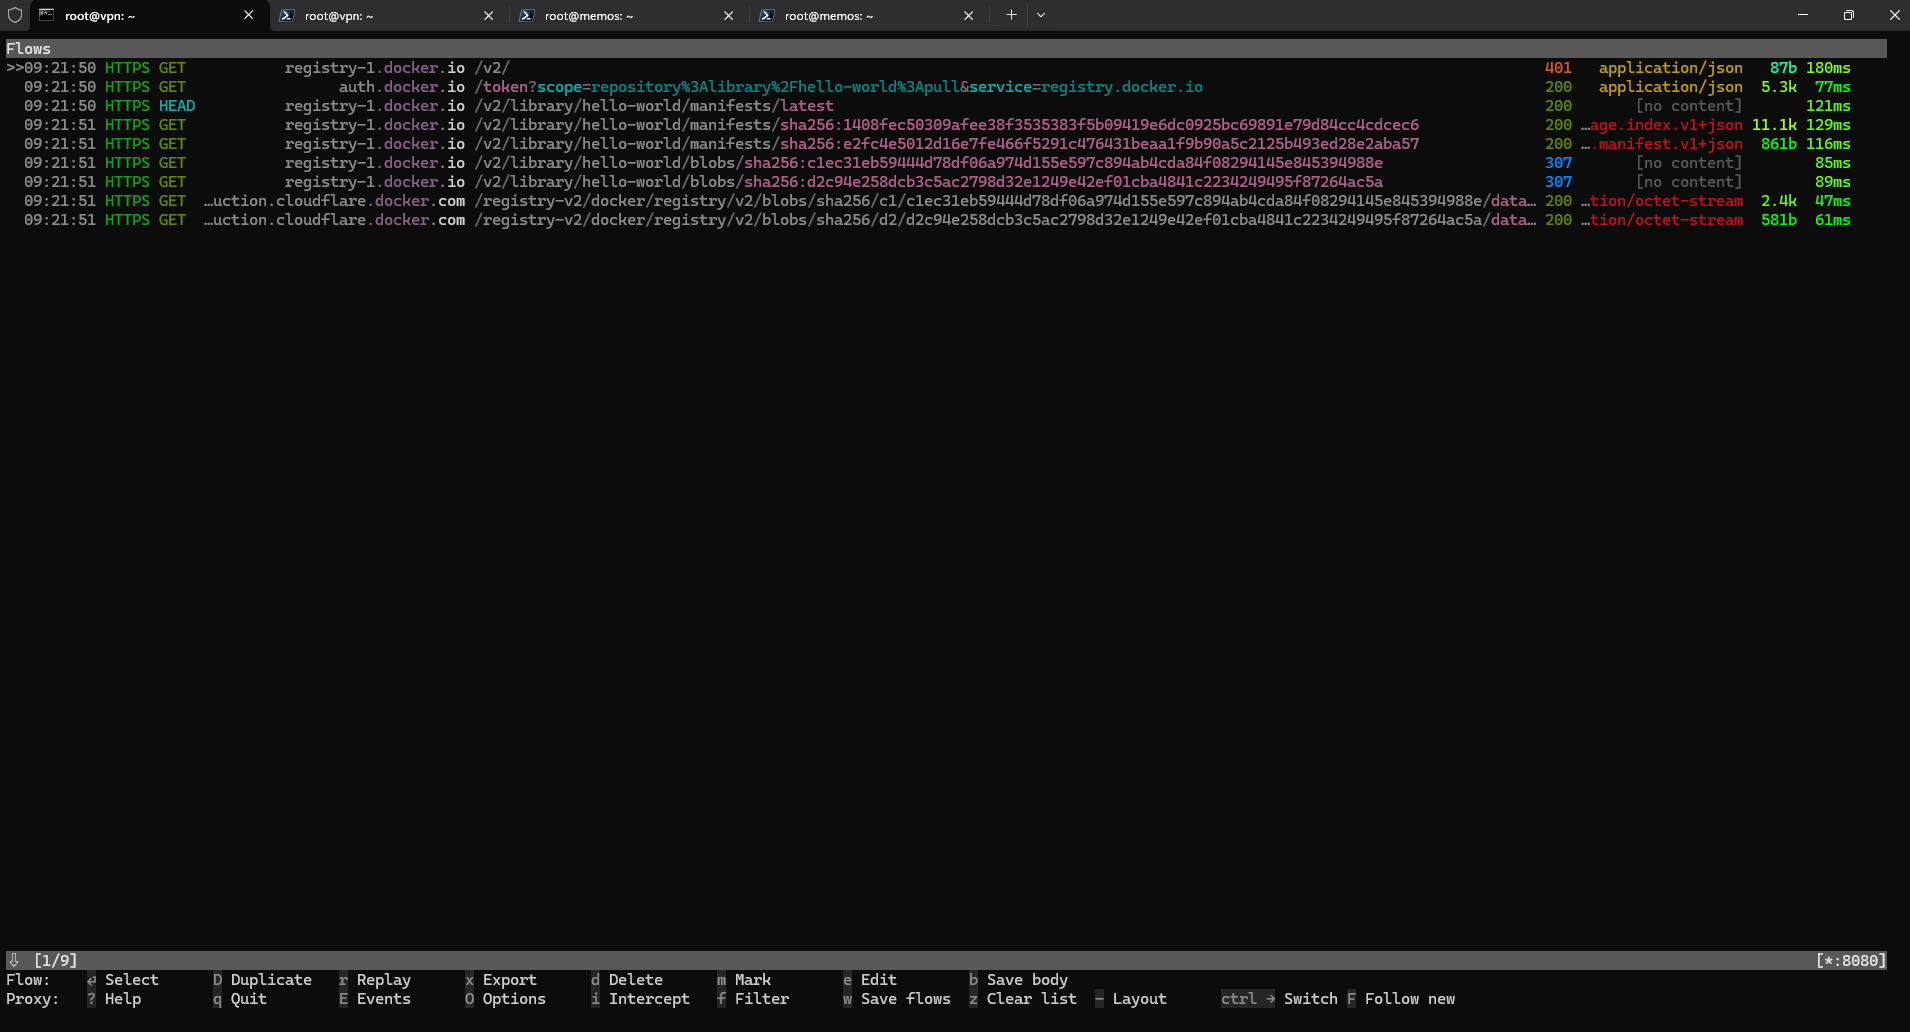 root@vpn: ~ root@vpn: ~ root@memos: ~ root@memos: ~
Flows
>>09:21:50 HTTPS GET registry-1.docker.io /v2/ 401 application/json 87b 180ms
09:21:50 HTTPS GET auth.docker.io /token?scope=repository%3Alibrary%2Fhello-world%3Apull&service=registry.docker.io 200 application/json 5.3k 77ms
09:21:50 HTTPS HEAD registry-1.docker.io /v2/library/hello-world/manifests/latest 200 [no content] 121ms
09:21:51 HTTPS GET registry-1.docker.io /v2/library/hello-world/manifests/sha256:1408fec50309afee38f3535383f5b09419e6dc0925bc69891e79d84cc4cdcec6 200 …age.index.v1+json 11.1k 129ms
09:21:51 HTTPS GET registry-1.docker.io /v2/library/hello-world/manifests/sha256:e2fc4e5012d16e7fe466f5291c476431beaa1f9b90a5c2125b493ed28e2aba57 200 ….manifest.v1+json 861b 116ms
09:21:51 HTTPS GET registry-1.docker.io /v2/library/hello-world/blobs/sha256:c1ec31eb59444d78df06a974d155e597c894ab4cda84f08294145e845394988e 307 [no content] 85ms
09:21:51 HTTPS GET registry-1.docker.io /v2/library/hello-world/blobs/sha256:d2c94e258dcb3c5ac2798d32e1249e42ef01cba4841c2234249495f87264ac5a 307 [no content] 89ms
09:21:51 HTTPS GET …uction.cloudflare.docker.com /registry-v2/docker/registry/v2/blobs/sha256/c1/c1ec31eb59444d78df06a974d155e597c894ab4cda84f08294145e845394988e/data… 200 …tion/octet-stream 2.4k 47ms
09:21:51 HTTPS GET …uction.cloudflare.docker.com /registry-v2/docker/registry/v2/blobs/sha256/d2/d2c94e258dcb3c5ac2798d32e1249e42ef01cba4841c2234249495f87264ac5a/data… 200 …tion/octet-stream 581b 61ms
⇩ [1/9] [*:8080]
Flow: ↵ Select D Duplicate r Replay x Export d Delete m Mark e Edit b Save body
Proxy: ? Help q Quit E Events O Options i Intercept f Filter w Save flows z Clear list - Layout ctrl → Switch F Follow new